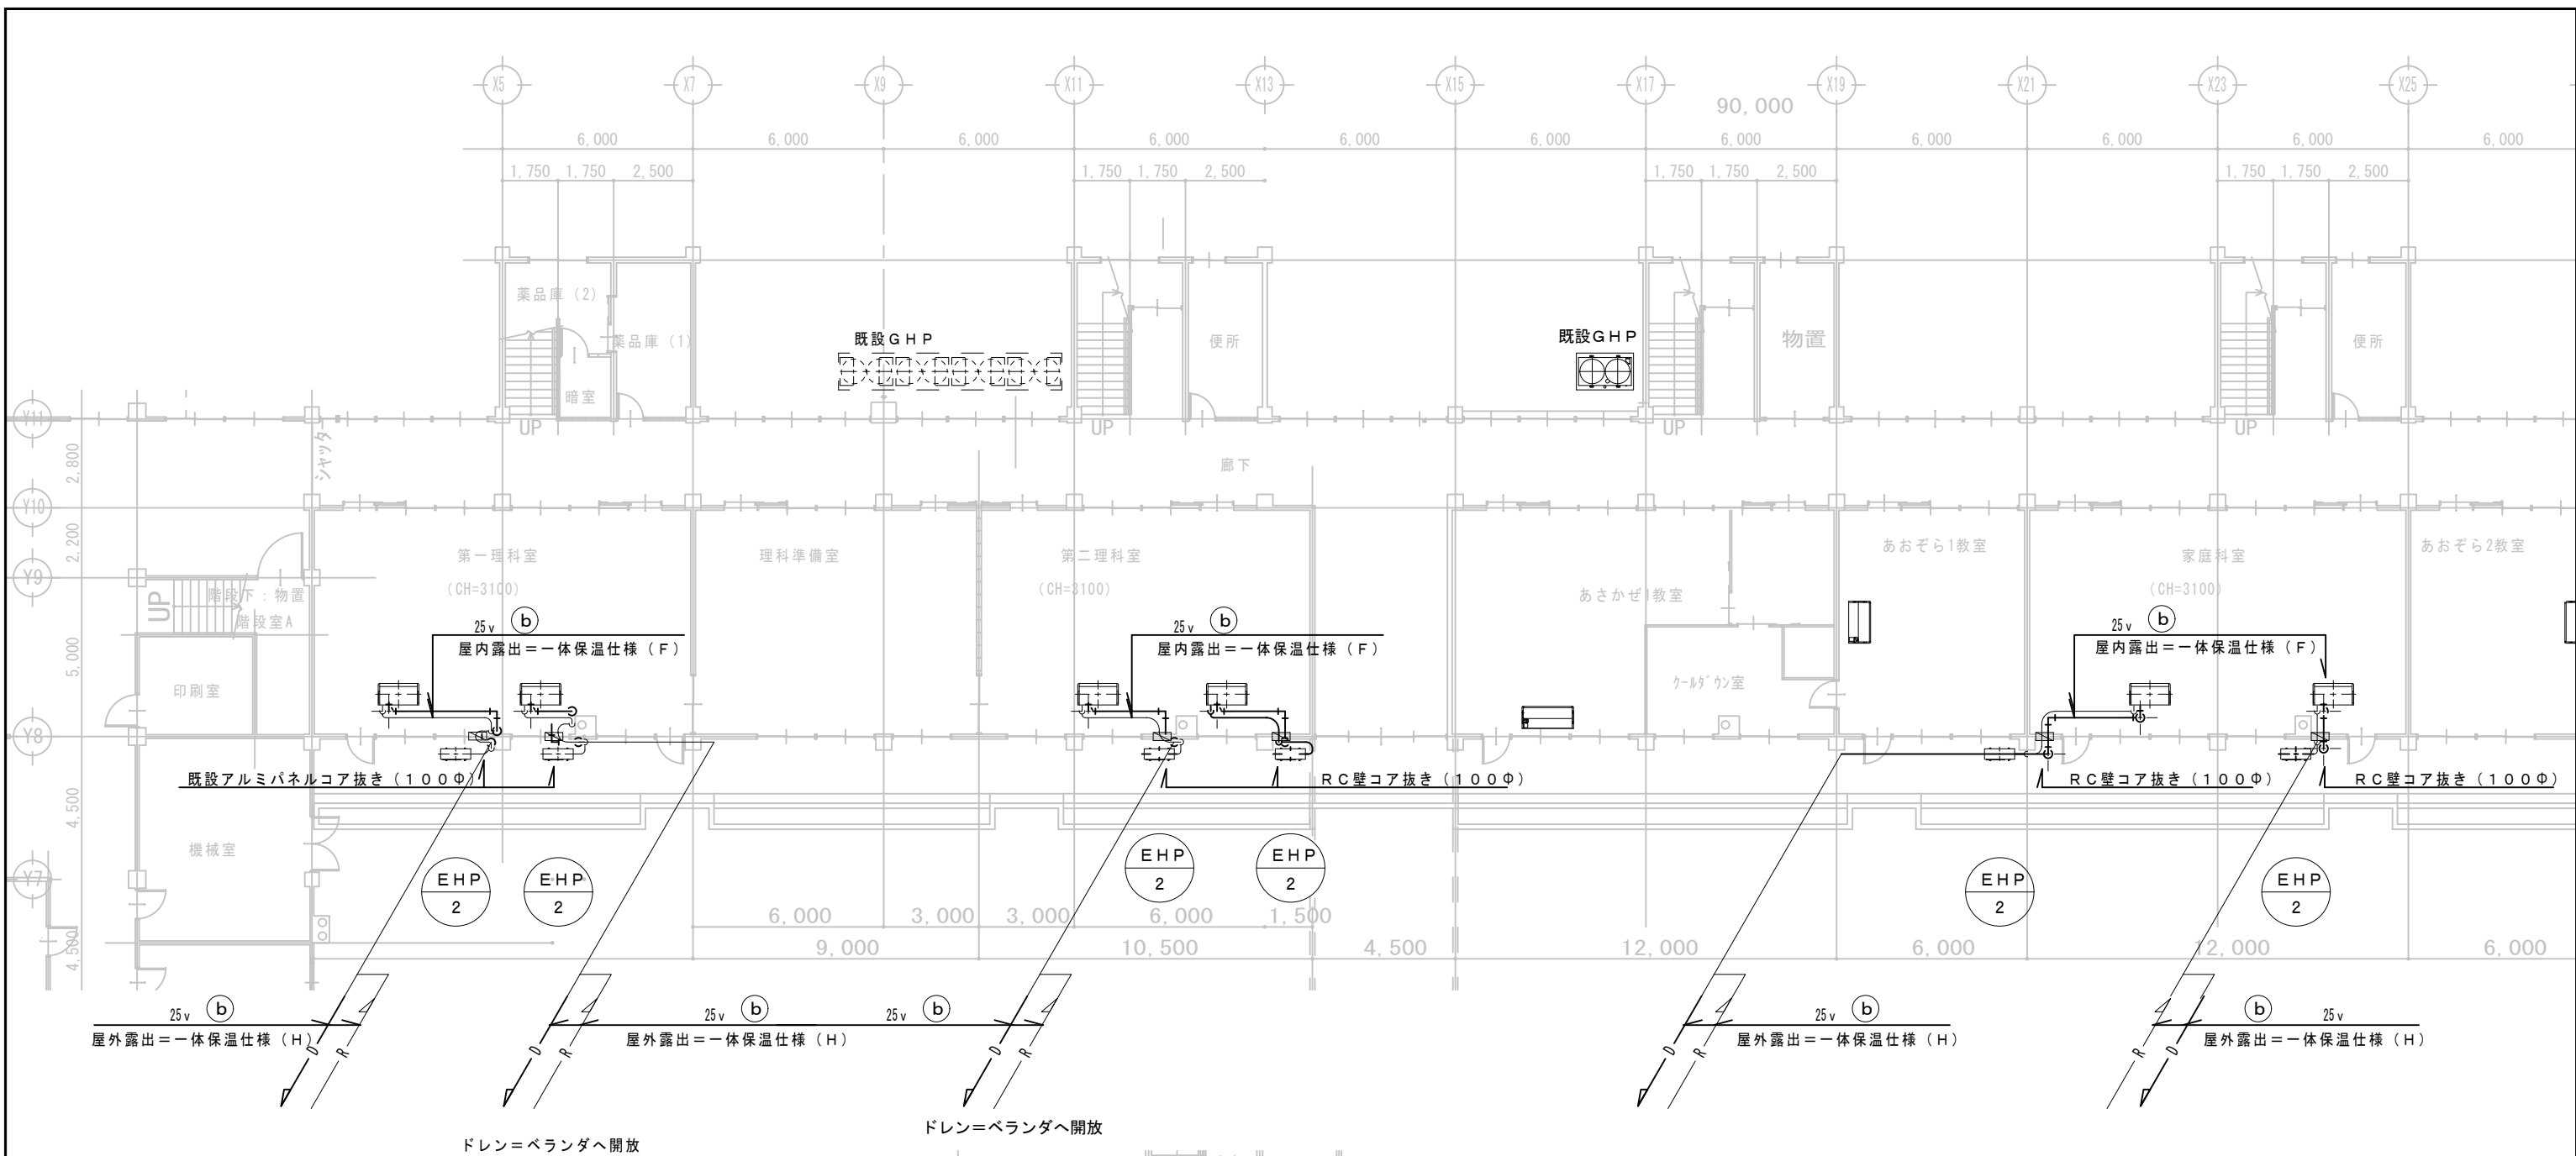 X5 X7 X9 X11 X13 X15 X17 X19 X21 X23 X25
90,000
6,000 6,000 6,000 6,000 6,000 6,000 6,000 6,000 6,000 6,000 6,000
1,750 1,750 2,500 1,750 1,750 2,500 1,750 1,750 2,500 1,750 1,750 2,500
薬品庫（2）
薬品庫（1）
暗室
UP
既設GHP
便所
UP
既設GHP
物置
UP
便所
UP
Y11
2,800
シャッター
廊下
Y10
2,200
Y9
5,000
Y8
4,500
Y7
4,500
第一理科室
（CH=3100）
理科準備室
第二理科室
（CH=3100）
あさかぜ1教室
あおぞら1教室
家庭科室
（CH=3100）
あおぞら2教室
UP
階段下：物置
階段室A
印刷室
機械室
クールダウン室
25v b
屋内露出＝一体保温仕様（F）
25v b
屋内露出＝一体保温仕様（F）
25v b
屋内露出＝一体保温仕様（F）
既設アルミパネルコア抜き（100Φ）
RC壁コア抜き（100Φ）
RC壁コア抜き（100Φ）
RC壁コア抜き（100Φ）
EHP
2
EHP
2
EHP
2
EHP
2
EHP
2
EHP
2
6,000 3,000 3,000 6,000 1,500
9,000 10,500 4,500 12,000 6,000 12,000 6,000
25v b
屋外露出＝一体保温仕様（H）
25v b
屋外露出＝一体保温仕様（H）
25v b
25v b
屋外露出＝一体保温仕様（H）
b 25v
屋外露出＝一体保温仕様（H）
D R
D R
D R
D R
R D
ドレン＝ベランダへ開放
ドレン＝ベランダへ開放